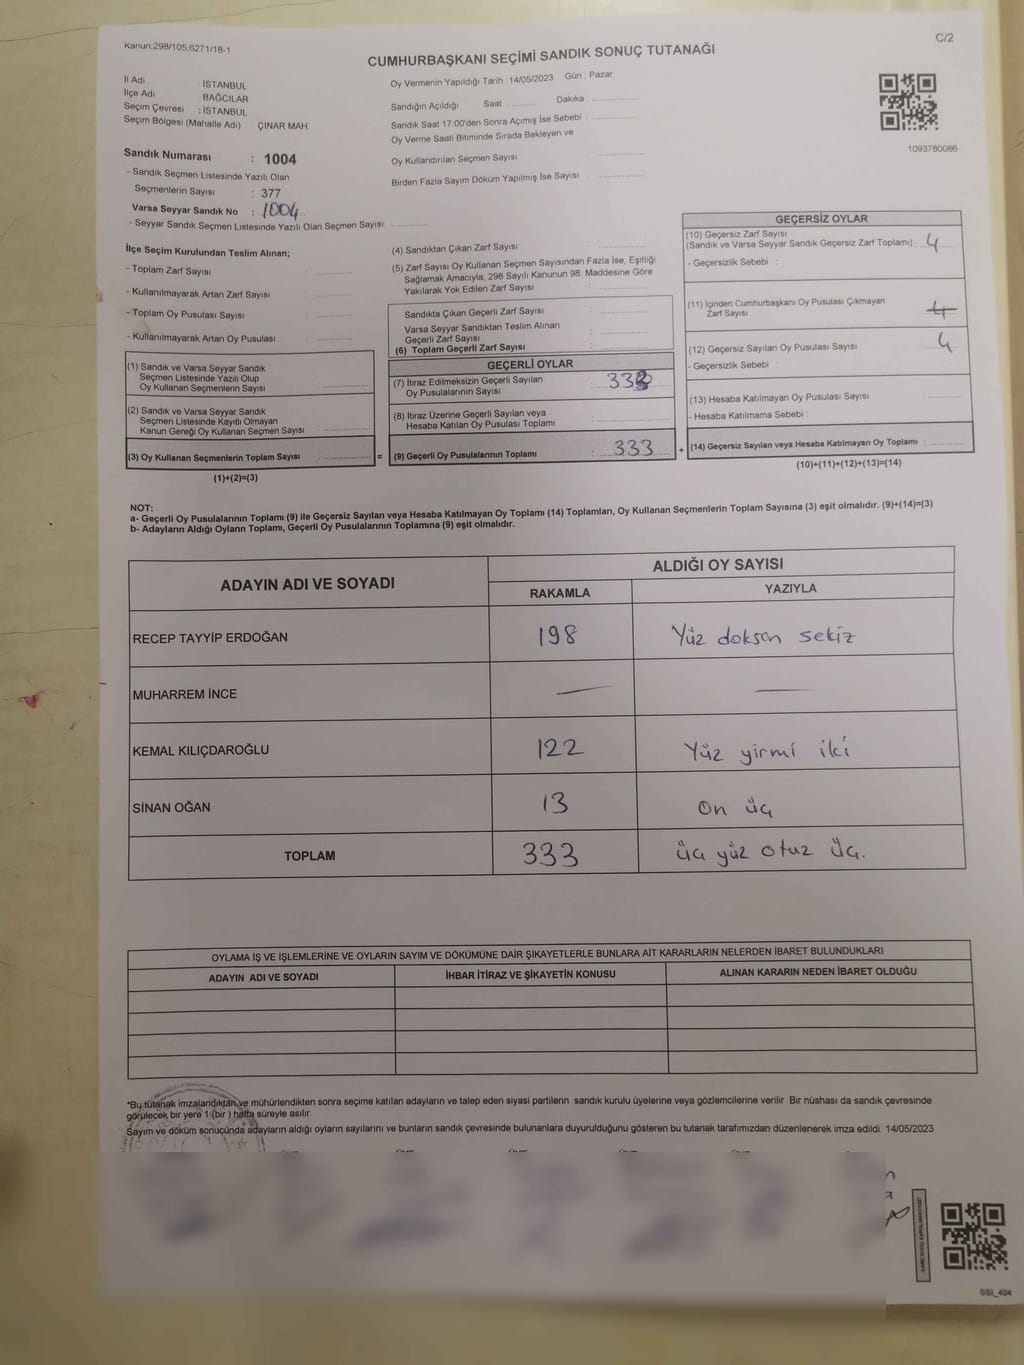 Kanun:298/105;6271/18-1
C/2
CUMHURBAŞKANI SEÇİMİ SANDIK SONUÇ TUTANAĞI
İl Adı : İSTANBUL
İlçe Adı BAĞCILAR
Seçim Çevresi : İSTANBUL
Seçim Bölgesi (Mahalle Adı) ÇINAR MAH.
Oy Vermenin Yapıldığı Tarih : 14/05/2023 Gün : Pazar
Sandığın Açıldığı Saat ........... Dakika ...........
Sandık Saat 17:00'den Sonra Açımış İse Sebebi : ...........
Oy Verme Saati Bitiminde Sırada Bekleyen ve
Oy Kullandırılan Seçmen Sayısı ...........
Birden Fazla Sayım Döküm Yapılmış İse Sayısı ...........
1093780086
Sandık Numarası : 1004
- Sandık Seçmen Listesinde Yazılı Olan
Seçmenlerin Sayısı : 377
Varsa Seyyar Sandık No : 1004
- Seyyar Sandık Seçmen Listesinde Yazılı Olan Seçmen Sayısı: ...........
İlçe Seçim Kurulundan Teslim Alınan;
- Toplam Zarf Sayısı : ...........
- Kullanılmayarak Artan Zarf Sayısı : ...........
- Toplam Oy Pusulası Sayısı : ...........
- Kullanılmayarak Artan Oy Pusulası : ...........
(1) Sandık ve Varsa Seyyar Sandık
Seçmen Listesinde Yazılı Olup
Oy Kullanan Seçmenlerin Sayısı : ...........
(2) Sandık ve Varsa Seyyar Sandık
Seçmen Listesinde Kayıtlı Olmayan
Kanun Gereği Oy Kullanan Seçmen Sayısı : ...........
(3) Oy Kullanan Seçmenlerin Toplam Sayısı : ........... =
(1)+(2)=(3)
(4) Sandıktan Çıkan Zarf Sayısı : ...........
(5) Zarf Sayısı Oy Kullanan Seçmen Sayısından Fazla İse, Eşitliği
Sağlamak Amacıyla, 298 Sayılı Kanunun 98. Maddesine Göre
Yakılarak Yok Edilen Zarf Sayısı : ...........
Sandıkta Çıkan Geçerli Zarf Sayısı : ...........
Varsa Seyyar Sandıktan Teslim Alınan
Geçerli Zarf Sayısı : ...........
(6) Toplam Geçerli Zarf Sayısı : ...........
GEÇERLİ OYLAR
(7) İtiraz Edilmeksizin Geçerli Sayılan
Oy Pusulalarının Sayısı : 333
(8) İtiraz Üzerine Geçerli Sayılan veya
Hesaba Katılan Oy Pusulası Toplamı : ...........
(9) Geçerli Oy Pusulalarının Toplamı : 333 +
GEÇERSİZ OYLAR
(10) Geçersiz Zarf Sayısı
(Sandık ve Varsa Seyyar Sandık Geçersiz Zarf Toplamı) : 4
- Geçersizlik Sebebi :
(11) İçinden Cumhurbaşkanı Oy Pusulası Çıkmayan
Zarf Sayısı
(12) Geçersiz Sayılan Oy Pusulası Sayısı : 4
- Geçersizlik Sebebi :
(13) Hesaba Katılmayan Oy Pusulası Sayısı : ...........
- Hesaba Katılmama Sebebi :
(14) Geçersiz Sayılan veya Hesaba Katılmayan Oy Toplamı : ...........
(10)+(11)+(12)+(13)=(14)
NOT:
a- Geçerli Oy Pusulalarının Toplamı (9) ile Geçersiz Sayılan veya Hesaba Katılmayan Oy Toplamı (14) Toplamları, Oy Kullanan Seçmenlerin Toplam Sayısına (3) eşit olmalıdır. (9)+(14)=(3)
b- Adayların Aldığı Oyların Toplamı, Geçerli Oy Pusulalarının Toplamına (9) eşit olmalıdır.
ADAYIN ADI VE SOYADI
ALDIĞI OY SAYISI
RAKAMLA YAZIYLA
RECEP TAYYİP ERDOĞAN 198 Yüz doksan sekiz
MUHARREM İNCE — —
KEMAL KILIÇDAROĞLU 122 Yüz yirmi iki
SİNAN OĞAN 13 on üç
TOPLAM 333 üç yüz otuz üç.
OYLAMA İŞ VE İŞLEMLERİNE VE OYLARIN SAYIM VE DÖKÜMÜNE DAİR ŞİKAYETLERLE BUNLARA AİT KARARLARIN NELERDEN İBARET BULUNDUKLARI
ADAYIN ADI VE SOYADI İHBAR İTİRAZ VE ŞİKAYETİN KONUSU ALINAN KARARIN NEDEN İBARET OLDUĞU
*Bu tutanak imzalandıktan ve mühürlendikten sonra seçime katılan adayların ve talep eden siyasi partilerin sandık kurulu üyelerine veya gözlemcilerine verilir. Bir nüshası da sandık çevresinde
görülecek bir yere 1 (bir) hafta süreyle asılır.
Sayım ve döküm sonucunda adayların aldığı oyların sayılarını ve bunların sandık çevresinde bulunanlara duyurulduğunu gösteren bu tutanak tarafımızdan düzenlenerek imza edildi. 14/05/2023
SSI_404